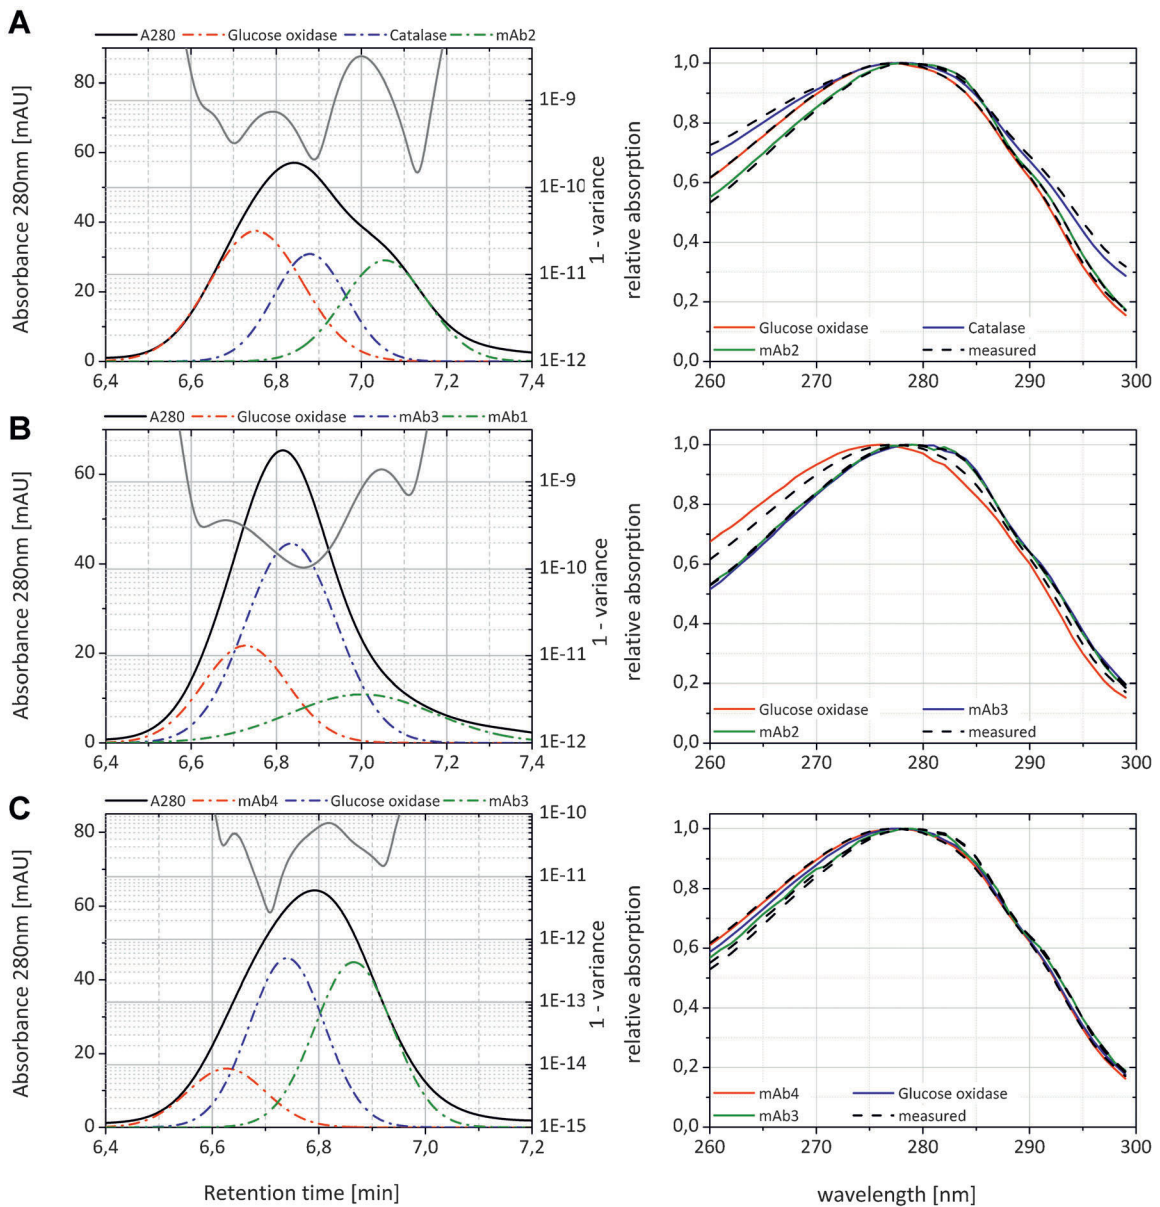 A
A280 Glucose oxidase Catalase mAb2
Absorbance 280nm [mAU]
80
60
40
20
0
6,4 6,6 6,8 7,0 7,2 7,4
1E-9
1E-10
1E-11
1E-12
1 - variance
relative absorption
1,0
0,8
0,6
0,4
0,2
0,0
Glucose oxidase Catalase
mAb2 measured
260 270 280 290 300
B
A280 Glucose oxidase mAb3 mAb1
Absorbance 280nm [mAU]
60
40
20
0
6,4 6,6 6,8 7,0 7,2 7,4
1E-9
1E-10
1E-11
1E-12
1 - variance
relative absorption
1,0
0,8
0,6
0,4
0,2
0,0
Glucose oxidase mAb3
mAb2 measured
260 270 280 290 300
C
A280 mAb4 Glucose oxidase mAb3
Absorbance 280nm [mAU]
80
60
40
20
0
6,4 6,6 6,8 7,0 7,2
1E-10
1E-11
1E-12
1E-13
1E-14
1E-15
1 - variance
Retention time [min]
relative absorption
1,0
0,8
0,6
0,4
0,2
0,0
mAb4 Glucose oxidase
mAb3 measured
260 270 280 290 300
wavelength [nm]